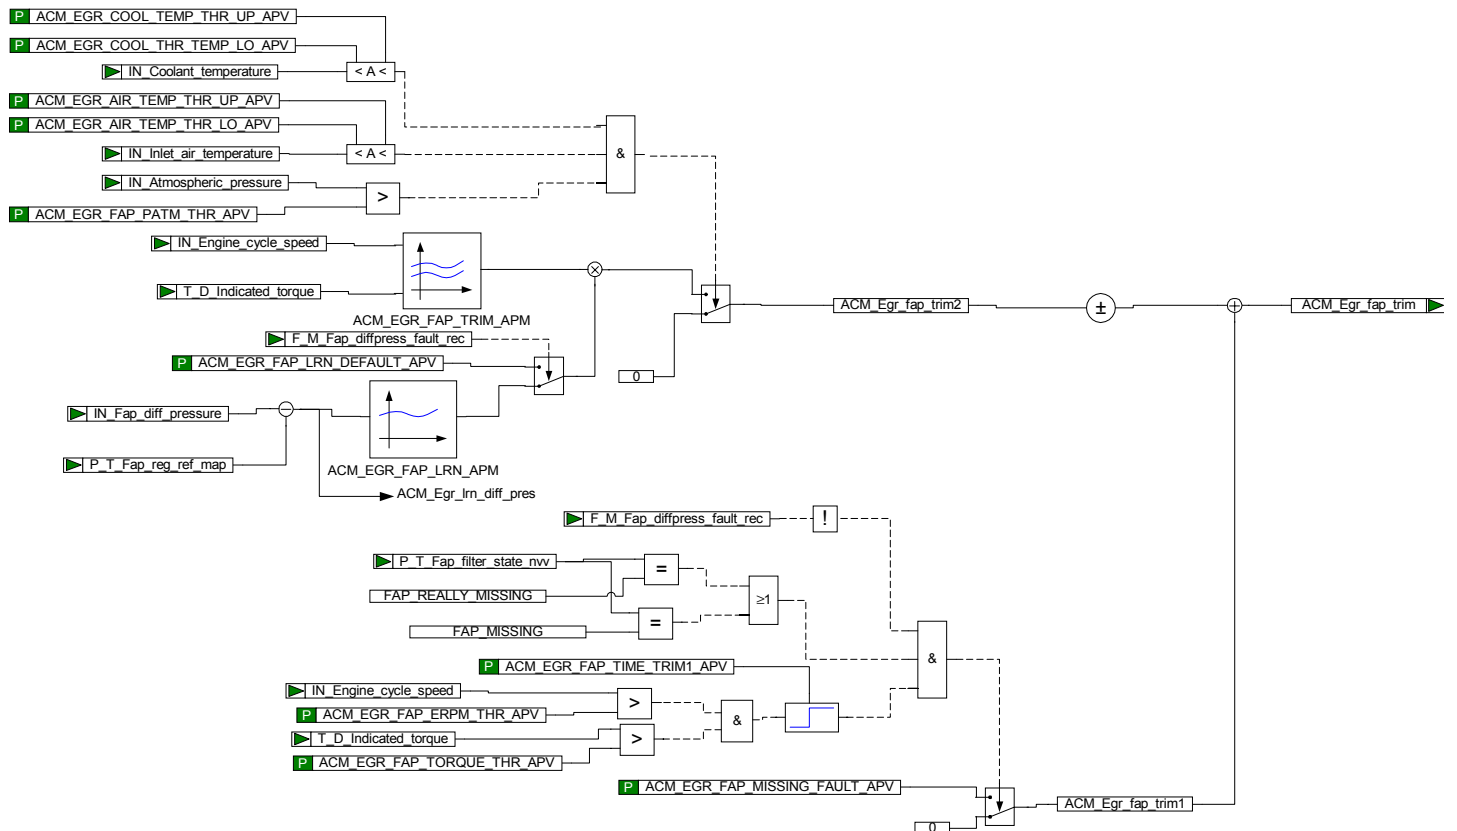 P ACM_EGR_COOL_TEMP_THR_UP_APV
P ACM_EGR_COOL_THR_TEMP_LO_APV
IN_Coolant_temperature
< A <
P ACM_EGR_AIR_TEMP_THR_UP_APV
P ACM_EGR_AIR_TEMP_THR_LO_APV
IN_Inlet_air_temperature
< A <
&
IN_Atmospheric_pressure
>
P ACM_EGR_FAP_PATM_THR_APV
IN_Engine_cycle_speed
T_D_Indicated_torque
ACM_EGR_FAP_TRIM_APM
ACM_Egr_fap_trim2
±
ACM_Egr_fap_trim
F_M_Fap_diffpress_fault_rec
P ACM_EGR_FAP_LRN_DEFAULT_APV
0
IN_Fap_diff_pressure
P_T_Fap_reg_ref_map
ACM_EGR_FAP_LRN_APM
ACM_Egr_lrn_diff_pres
F_M_Fap_diffpress_fault_rec
!
P_T_Fap_filter_state_nvv
=
FAP_REALLY_MISSING
≥1
=
FAP_MISSING
&
P ACM_EGR_FAP_TIME_TRIM1_APV
IN_Engine_cycle_speed
>
P ACM_EGR_FAP_ERPM_THR_APV
&
T_D_Indicated_torque
>
P ACM_EGR_FAP_TORQUE_THR_APV
P ACM_EGR_FAP_MISSING_FAULT_APV
ACM_Egr_fap_trim1
0